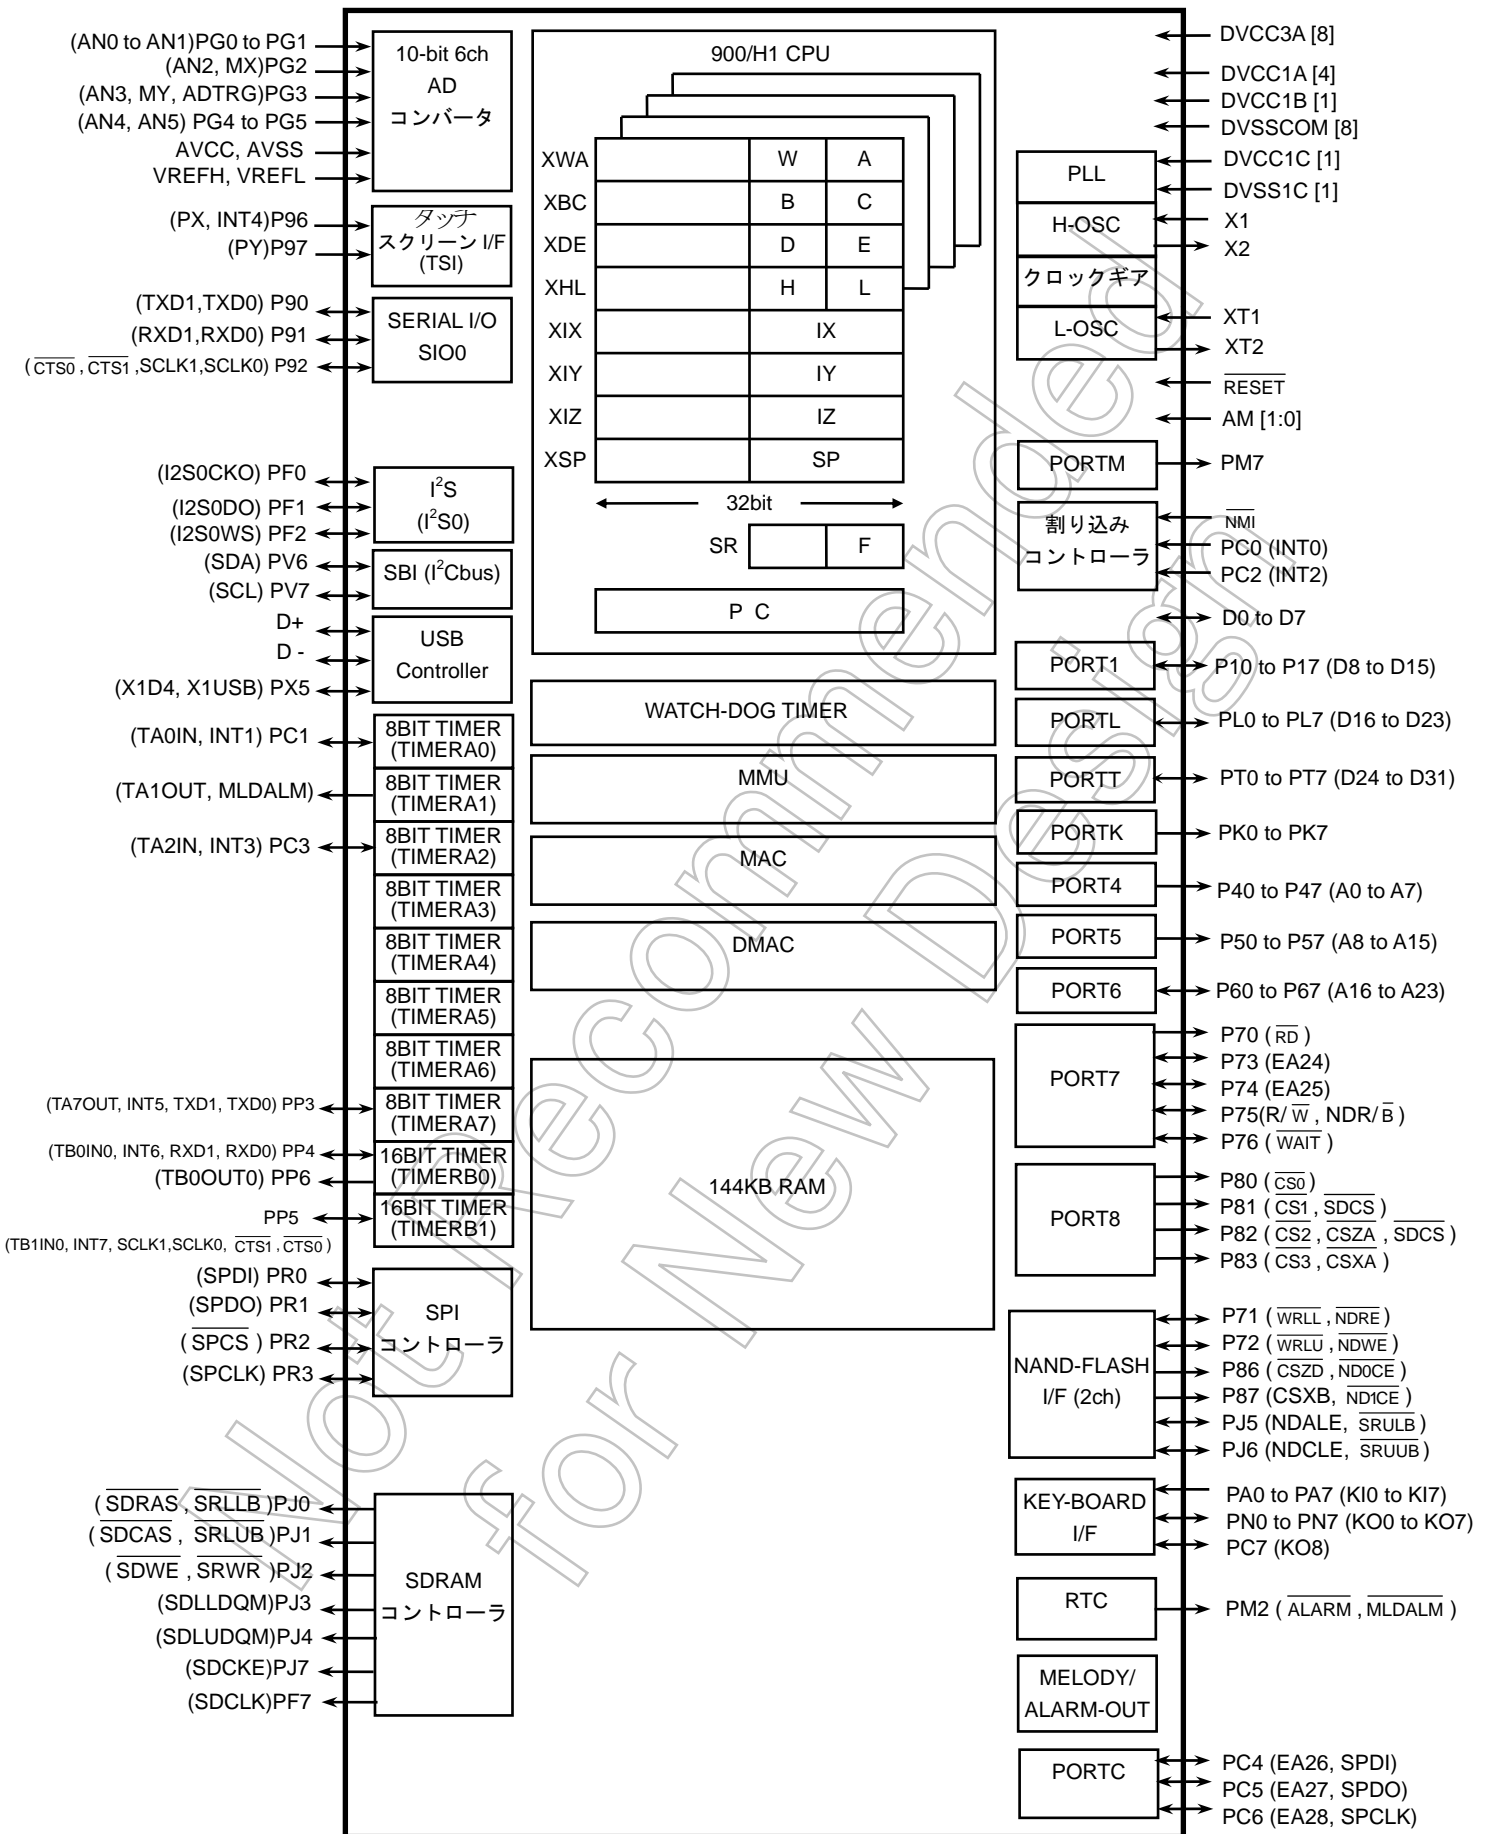 (AN0 to AN1)PG0 to PG1
(AN2, MX)PG2
(AN3, MY, ADTRG)PG3
(AN4, AN5) PG4 to PG5
AVCC, AVSS
VREFH, VREFL
10-bit 6ch
AD
コンバータ
(PX, INT4)P96
(PY)P97
タッチ
スクリーン I/F
(TSI)
(TXD1,TXD0) P90
(RXD1,RXD0) P91
(CTS0, CTS1,SCLK1,SCLK0) P92
SERIAL I/O
SIO0
(I2S0CKO) PF0
(I2S0DO) PF1
(I2S0WS) PF2
I²S
(I²S0)
(SDA) PV6
(SCL) PV7
SBI (I²Cbus)
D+
D -
(X1D4, X1USB) PX5
USB
Controller
(TA0IN, INT1) PC1
8BIT TIMER
(TIMERA0)
(TA1OUT, MLDALM)
8BIT TIMER
(TIMERA1)
(TA2IN, INT3) PC3
8BIT TIMER
(TIMERA2)
8BIT TIMER
(TIMERA3)
8BIT TIMER
(TIMERA4)
8BIT TIMER
(TIMERA5)
8BIT TIMER
(TIMERA6)
(TA7OUT, INT5, TXD1, TXD0) PP3
8BIT TIMER
(TIMERA7)
(TB0IN0, INT6, RXD1, RXD0) PP4
(TB0OUT0) PP6
16BIT TIMER
(TIMERB0)
PP5
(TB1IN0, INT7, SCLK1,SCLK0, CTS1, CTS0)
16BIT TIMER
(TIMERB1)
(SPDI) PR0
(SPDO) PR1
(SPCS) PR2
(SPCLK) PR3
SPI
コントローラ
(SDRAS, SRLLB)PJ0
(SDCAS, SRLUB)PJ1
(SDWE, SRWR)PJ2
(SDLLDQM)PJ3
(SDLUDQM)PJ4
(SDCKE)PJ7
(SDCLK)PF7
SDRAM
コントローラ
900/H1 CPU
XWA W A
XBC B C
XDE D E
XHL H L
XIX IX
XIY IY
XIZ IZ
XSP SP
32bit
SR F
P C
WATCH-DOG TIMER
MMU
MAC
DMAC
144KB RAM
DVCC3A [8]
DVCC1A [4]
DVCC1B [1]
DVSSCOM [8]
PLL
DVCC1C [1]
DVSS1C [1]
H-OSC
X1
X2
クロックギア
L-OSC
XT1
XT2
RESET
AM [1:0]
PORTM
PM7
割り込み
コントローラ
NMI
PC0 (INT0)
PC2 (INT2)
D0 to D7
PORT1
P10 to P17 (D8 to D15)
PORTL
PL0 to PL7 (D16 to D23)
PORTT
PT0 to PT7 (D24 to D31)
PORTK
PK0 to PK7
PORT4
P40 to P47 (A0 to A7)
PORT5
P50 to P57 (A8 to A15)
PORT6
P60 to P67 (A16 to A23)
PORT7
P70 (RD)
P73 (EA24)
P74 (EA25)
P75(R/W, NDR/B)
P76 (WAIT)
PORT8
P80 (CS0)
P81 (CS1, SDCS)
P82 (CS2, CSZA, SDCS)
P83 (CS3, CSXA)
NAND-FLASH
I/F (2ch)
P71 (WRLL, NDRE)
P72 (WRLU, NDWE)
P86 (CSZD, ND0CE)
P87 (CSXB, ND1CE)
PJ5 (NDALE, SRULB)
PJ6 (NDCLE, SRUUB)
KEY-BOARD
I/F
PA0 to PA7 (KI0 to KI7)
PN0 to PN7 (KO0 to KO7)
PC7 (KO8)
RTC
PM2 (ALARM, MLDALM)
MELODY/
ALARM-OUT
PORTC
PC4 (EA26, SPDI)
PC5 (EA27, SPDO)
PC6 (EA28, SPCLK)
Not Recommended
for New Design